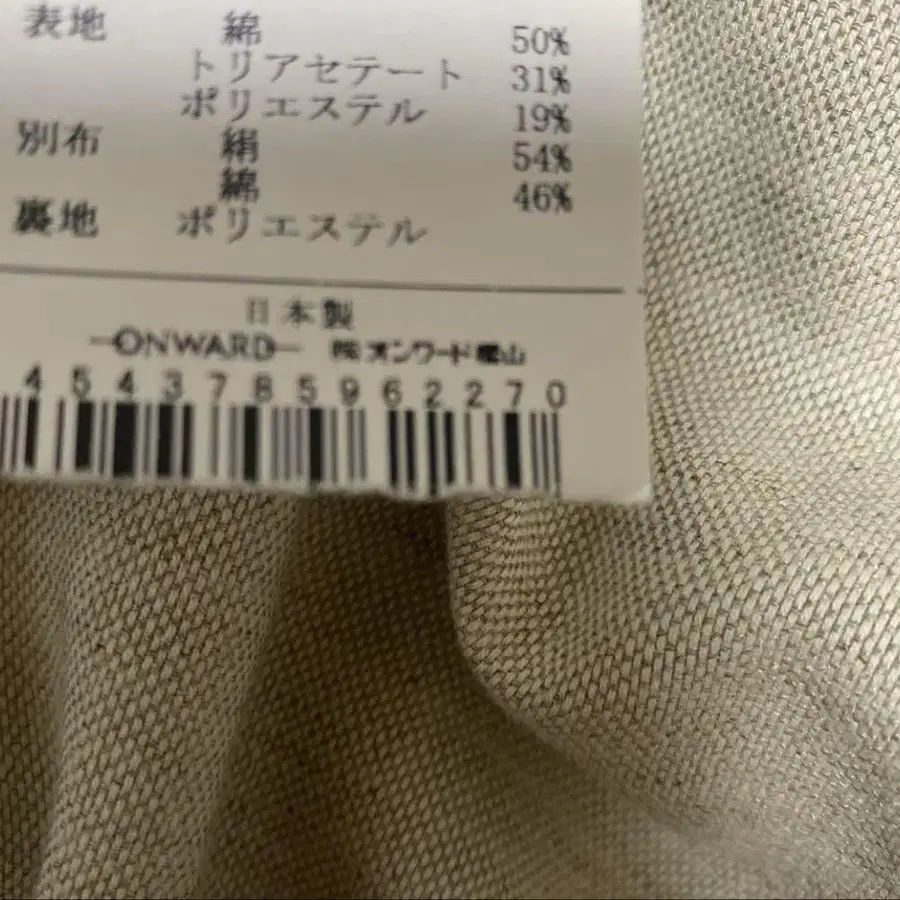 表地 綿 50%
トリアセテート 31%
ポリエステル 19%
別布 絹 54%
綿 46%
裏地 ポリエステル
日本製
ONWARD ㈱オンワード樫山
4543785962270